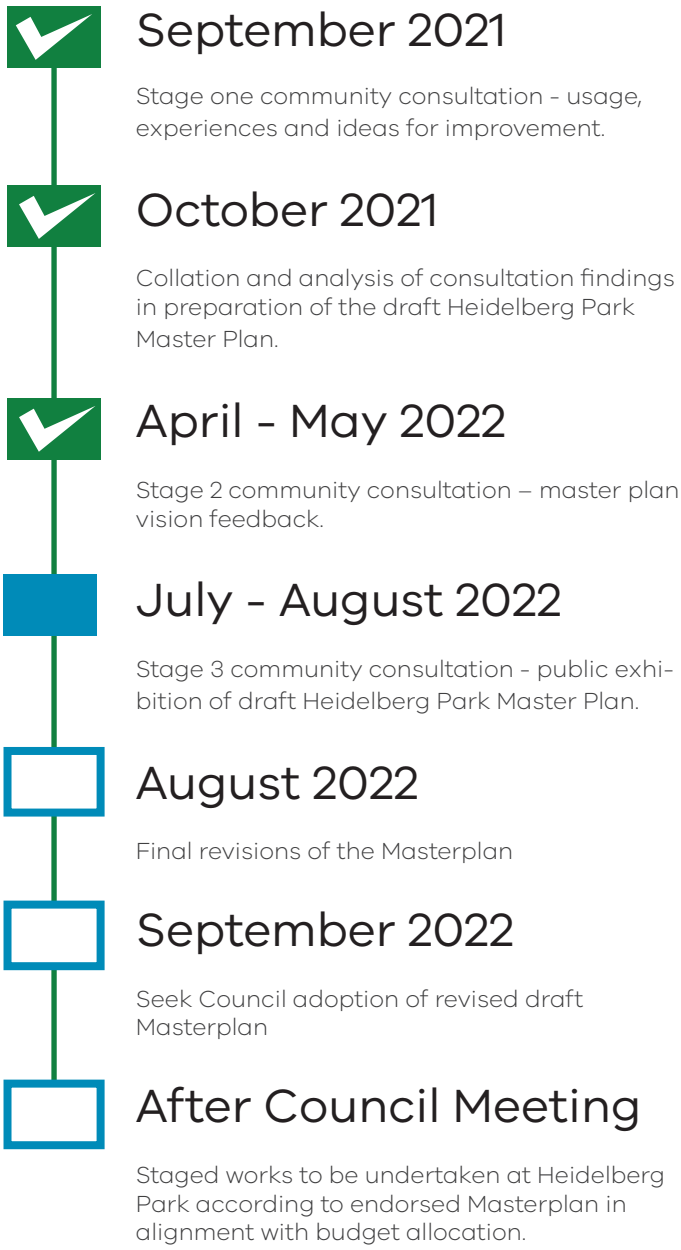 September 2021
Stage one community consultation - usage,
experiences and ideas for improvement.
October 2021
Collation and analysis of consultation findings
in preparation of the draft Heidelberg Park
Master Plan.
April - May 2022
Stage 2 community consultation – master plan
vision feedback.
July - August 2022
Stage 3 community consultation - public exhi-
bition of draft Heidelberg Park Master Plan.
August 2022
Final revisions of the Masterplan
September 2022
Seek Council adoption of revised draft
Masterplan
After Council Meeting
Staged works to be undertaken at Heidelberg
Park according to endorsed Masterplan in
alignment with budget allocation.